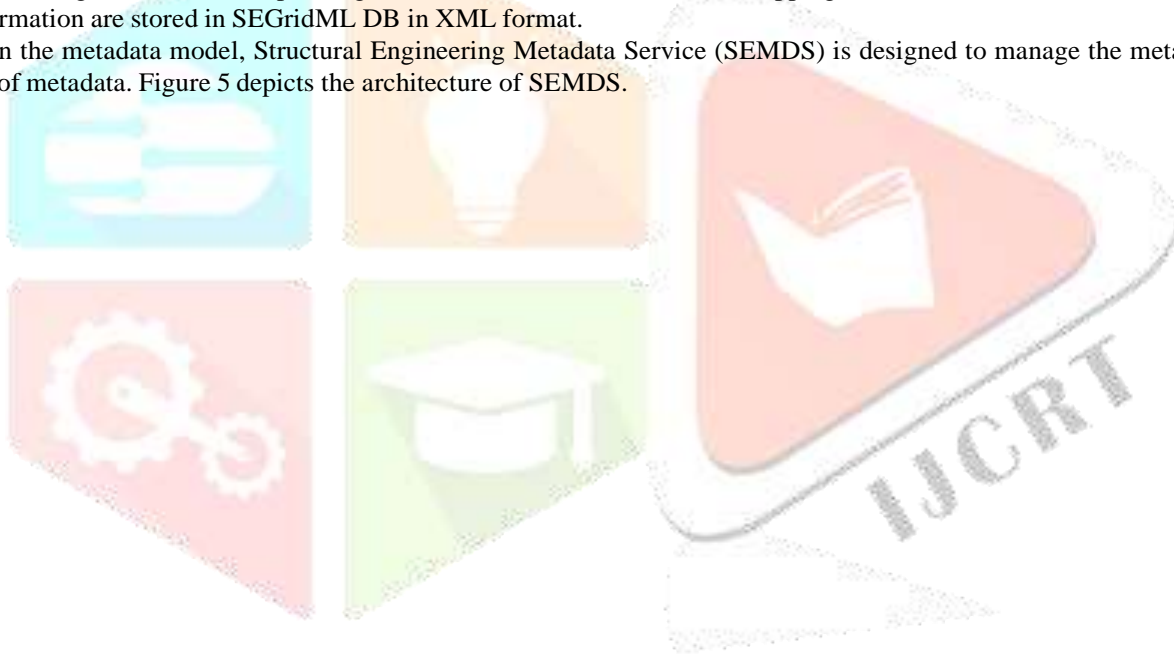 rmation are stored in SEGridML DB in XML format.
n the metadata model, Structural Engineering Metadata Service (SEMDS) is designed to manage the meta
of metadata. Figure 5 depicts the architecture of SEMDS.
IJCRT